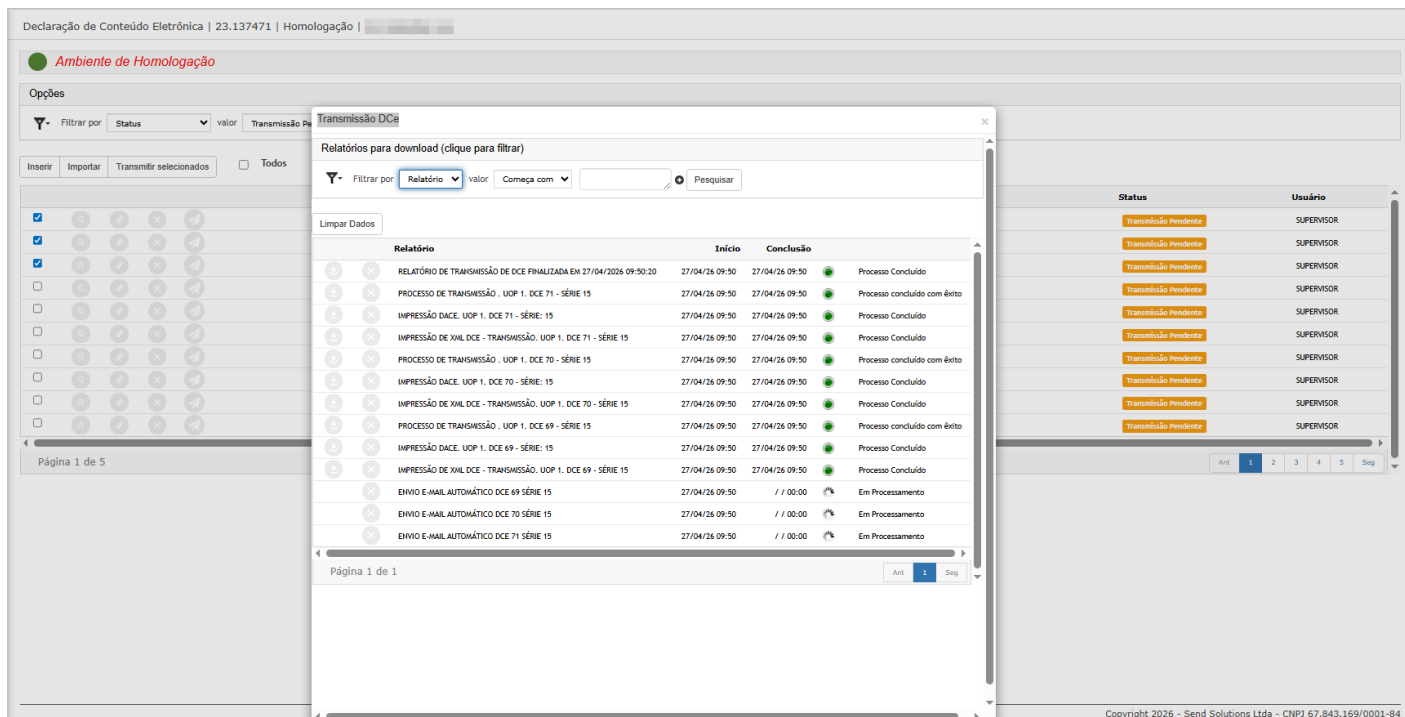 Declaração de Conteúdo Eletrônica | 23.137471 | Homologação |
Ambiente de Homologação
Opções
Filtrar por Status valor Transmissão Pe
Inserir Importar Transmitir selecionados Todos
Status Usuário
Transmissão Pendente SUPERVISOR
Transmissão Pendente SUPERVISOR
Transmissão Pendente SUPERVISOR
Transmissão Pendente SUPERVISOR
Transmissão Pendente SUPERVISOR
Transmissão Pendente SUPERVISOR
Transmissão Pendente SUPERVISOR
Transmissão Pendente SUPERVISOR
Transmissão Pendente SUPERVISOR
Transmissão Pendente SUPERVISOR
Página 1 de 5 Ant 1 2 3 4 5 Seg
Transmissão DCe ×
Relatórios para download (clique para filtrar)
Filtrar por Relatório valor Começa com Pesquisar
Limpar Dados
Relatório Início Conclusão
RELATÓRIO DE TRANSMISSÃO DE DCE FINALIZADA EM 27/04/2026 09:50:20 27/04/26 09:50 27/04/26 09:50 Processo Concluído
PROCESSO DE TRANSMISSÃO . UOP 1. DCE 71 - SÉRIE 15 27/04/26 09:50 27/04/26 09:50 Processo concluído com êxito
IMPRESSÃO DACE. UOP 1. DCE 71 - SÉRIE: 15 27/04/26 09:50 27/04/26 09:50 Processo Concluído
IMPRESSÃO DE XML DCE - TRANSMISSÃO. UOP 1. DCE 71 - SÉRIE 15 27/04/26 09:50 27/04/26 09:50 Processo Concluído
PROCESSO DE TRANSMISSÃO . UOP 1. DCE 70 - SÉRIE 15 27/04/26 09:50 27/04/26 09:50 Processo concluído com êxito
IMPRESSÃO DACE. UOP 1. DCE 70 - SÉRIE: 15 27/04/26 09:50 27/04/26 09:50 Processo Concluído
IMPRESSÃO DE XML DCE - TRANSMISSÃO. UOP 1. DCE 70 - SÉRIE 15 27/04/26 09:50 27/04/26 09:50 Processo Concluído
PROCESSO DE TRANSMISSÃO . UOP 1. DCE 69 - SÉRIE 15 27/04/26 09:50 27/04/26 09:50 Processo concluído com êxito
IMPRESSÃO DACE. UOP 1. DCE 69 - SÉRIE: 15 27/04/26 09:50 27/04/26 09:50 Processo Concluído
IMPRESSÃO DE XML DCE - TRANSMISSÃO. UOP 1. DCE 69 - SÉRIE 15 27/04/26 09:50 27/04/26 09:50 Processo Concluído
ENVIO E-MAIL AUTOMÁTICO DCE 69 SÉRIE 15 27/04/26 09:50 / / 00:00 Em Processamento
ENVIO E-MAIL AUTOMÁTICO DCE 70 SÉRIE 15 27/04/26 09:50 / / 00:00 Em Processamento
ENVIO E-MAIL AUTOMÁTICO DCE 71 SÉRIE 15 27/04/26 09:50 / / 00:00 Em Processamento
Página 1 de 1 Ant 1 Seg
Copyright 2026 - Send Solutions Ltda - CNPJ 67.843.169/0001-84